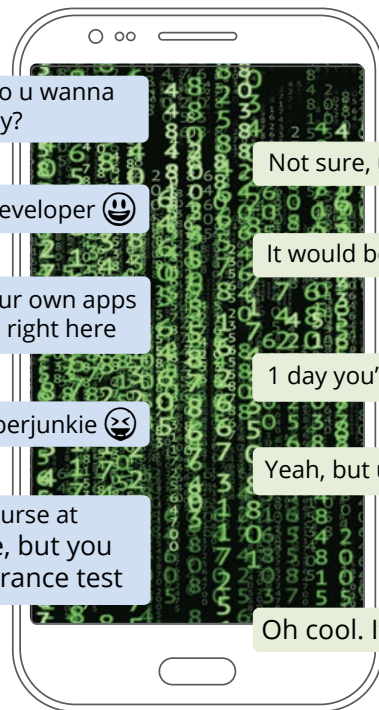 o u wanna
y?
Not sure,
eveloper 😃
It would b
ur own apps
right here
1 day you'
😆
Yeah, but u
urse at
e, but you
rance test
Oh cool. I